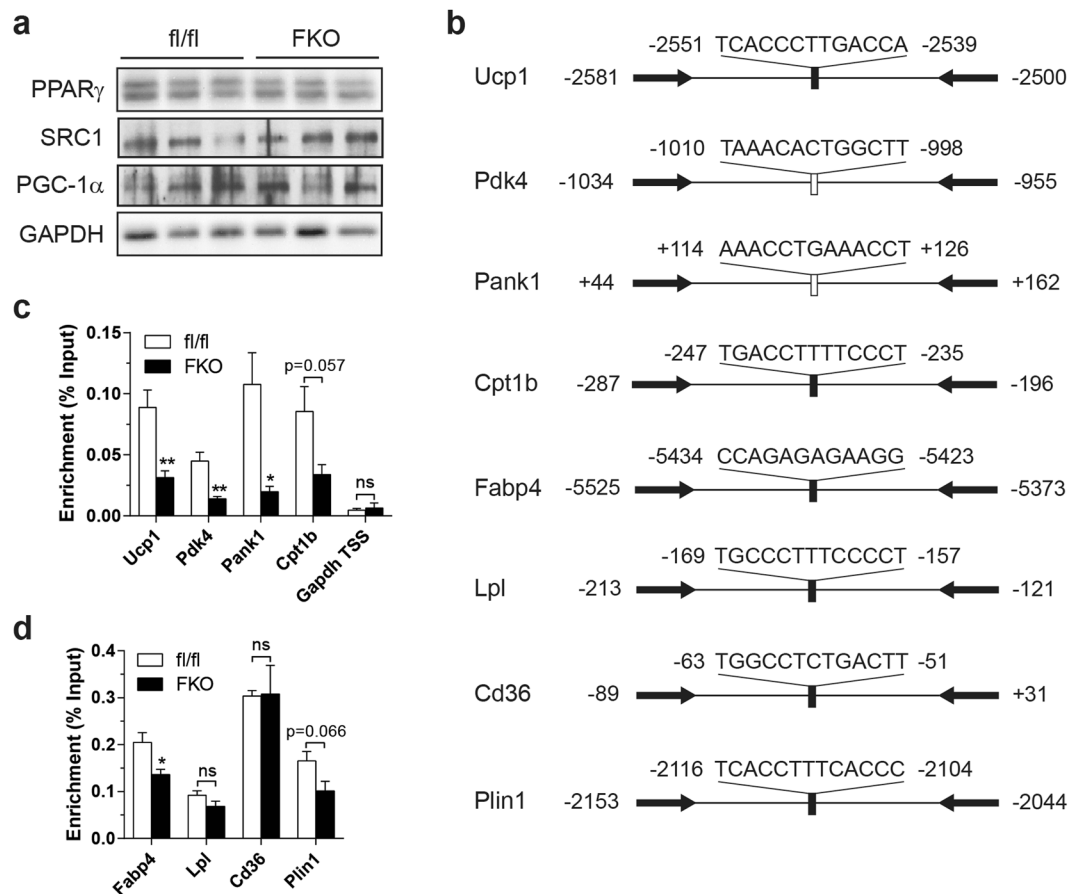 a
fl/fl FKO
PPARγ
SRC1
PGC-1α
GAPDH
b
-2551 TCACCCTTGACCA -2539
Ucp1 -2581 -2500
-1010 TAAACACTGGCTT -998
Pdk4 -1034 -955
+114 AAACCTGAAACCT +126
Pank1 +44 +162
-247 TGACCTTTTCCCT -235
Cpt1b -287 -196
-5434 CCAGAGAGAAGG -5423
Fabp4 -5525 -5373
-169 TGCCCTTTCCCCT -157
Lpl -213 -121
-63 TGGCCTCTGACTT -51
Cd36 -89 +31
-2116 TCACCTTTCACCC -2104
Plin1 -2153 -2044
c
Enrichment (% Input)
0.15
0.10
0.05
0.00
fl/fl
FKO
p=0.057
**
**
*
ns
Ucp1 Pdk4 Pank1 Cpt1b Gapdh TSS
d
Enrichment (% Input)
0.4
0.3
0.2
0.1
0.0
fl/fl
FKO
ns
p=0.066
*
ns
Fabp4 Lpl Cd36 Plin1